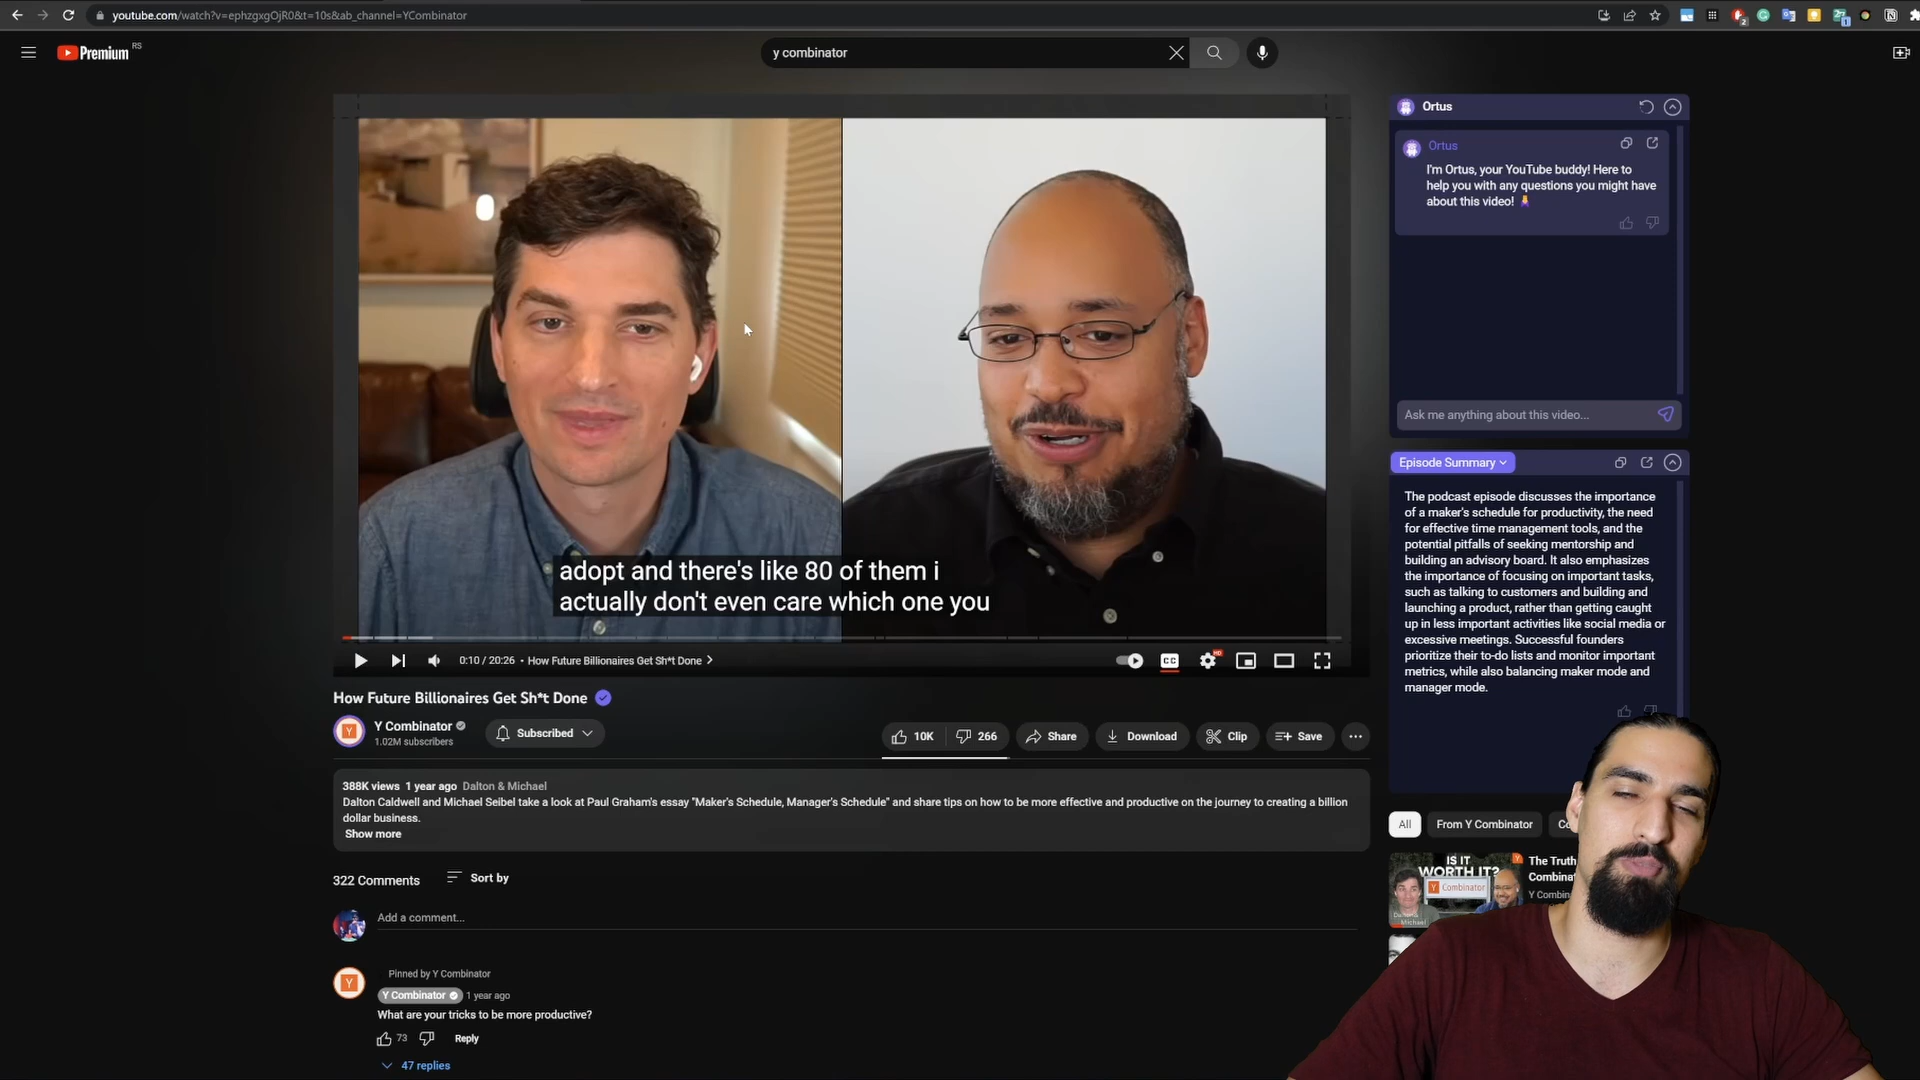 youtube.com/watch?v=ephzgxgOjR0&t=10s&ab_channel=YCombinator
Premium RS
y combinator
adopt and there's like 80 of them i
actually don't even care which one you
0:10 / 20:26 • How Future Billionaires Get Sh*t Done
CC
HD
How Future Billionaires Get Sh*t Done
Y Combinator
1.02M subscribers
Subscribed
10K
266
Share
Download
Clip
Save
388K views 1 year ago Dalton & Michael
Dalton Caldwell and Michael Seibel take a look at Paul Graham's essay "Maker's Schedule, Manager's Schedule" and share tips on how to be more effective and productive on the journey to creating a billion
dollar business.
Show more
322 Comments
Sort by
Add a comment...
Pinned by Y Combinator
Y Combinator 1 year ago
What are your tricks to be more productive?
73
Reply
47 replies
Ortus
Ortus
I'm Ortus, your YouTube buddy! Here to
help you with any questions you might have
about this video!
Ask me anything about this video...
Episode Summary
The podcast episode discusses the importance
of a maker's schedule for productivity, the need
for effective time management tools, and the
potential pitfalls of seeking mentorship and
building an advisory board. It also emphasizes
the importance of focusing on important tasks,
such as talking to customers and building and
launching a product, rather than getting caught
up in less important activities like social media or
excessive meetings. Successful founders
prioritize their to-do lists and monitor important
metrics, while also balancing maker mode and
manager mode.
All
From Y Combinator
IS IT
WORTH IT?
Y Combinator
Dalton &
Michael
The Truth
Y Combin